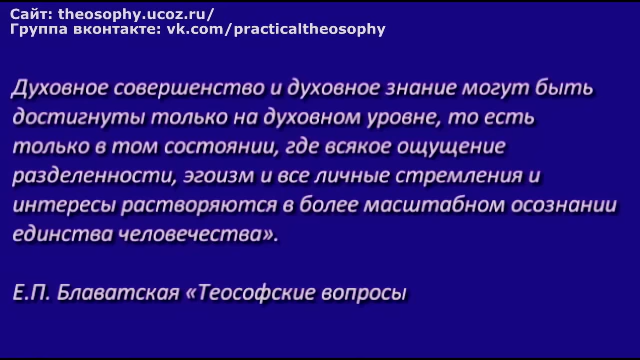 Сайт: theosophy.ucoz.ru/
Группа вконтакте: vk.com/practicaltheosophy
Духовное совершенство и духовное знание могут быть
достигнуты только на духовном уровне, то есть
только в том состоянии, где всякое ощущение
разделенности, эгоизм и все личные стремления и
интересы растворяются в более масштабном осознании
единства человечества».
Е.П. Блаватская «Теософские вопросы